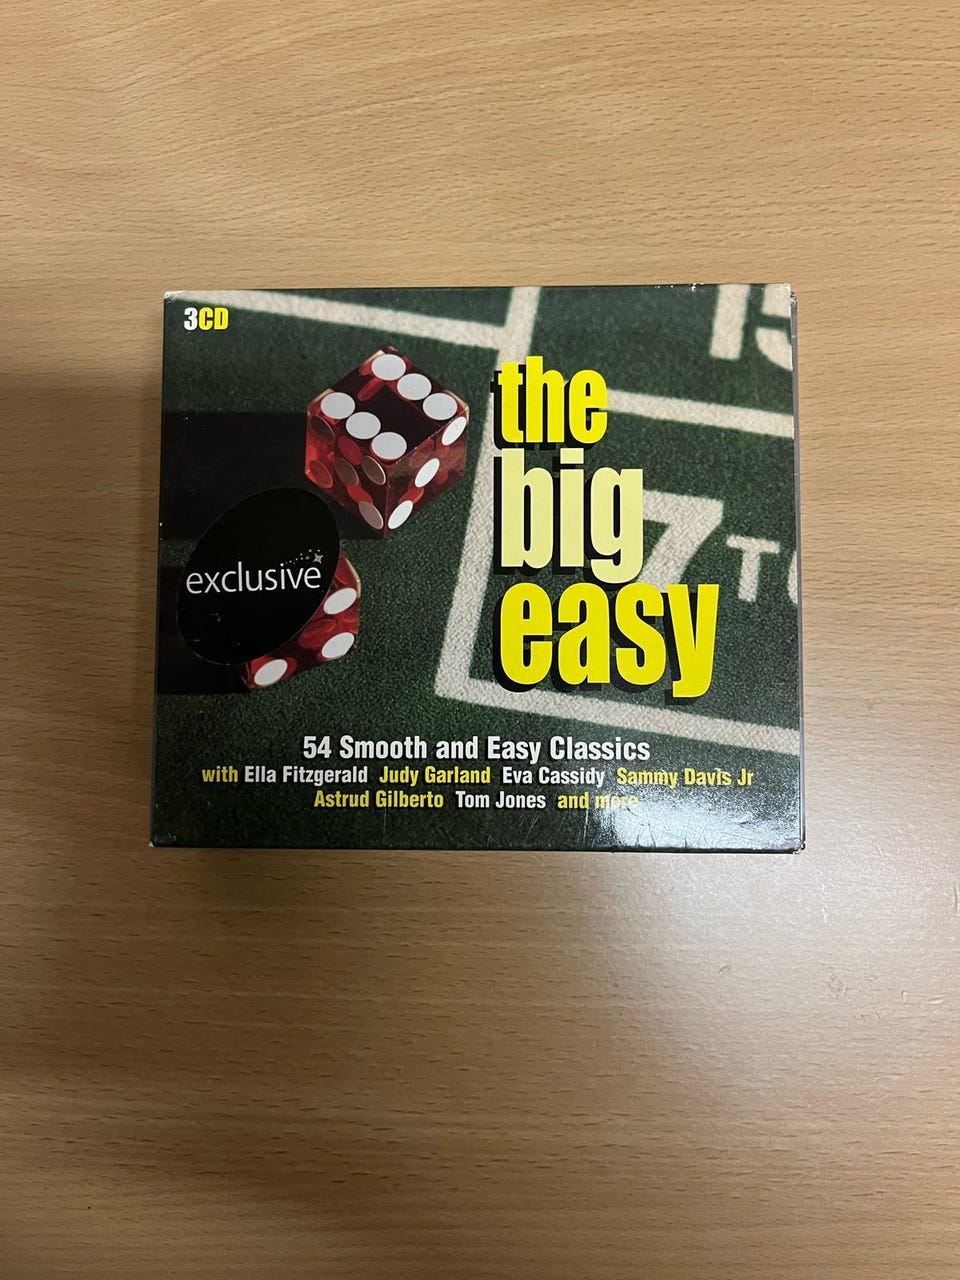 3CD
the
big
easy
15
7 T
exclusive
54 Smooth and Easy Classics
with Ella Fitzgerald Judy Garland Eva Cassidy Sammy Davis Jr
Astrud Gilberto Tom Jones and more